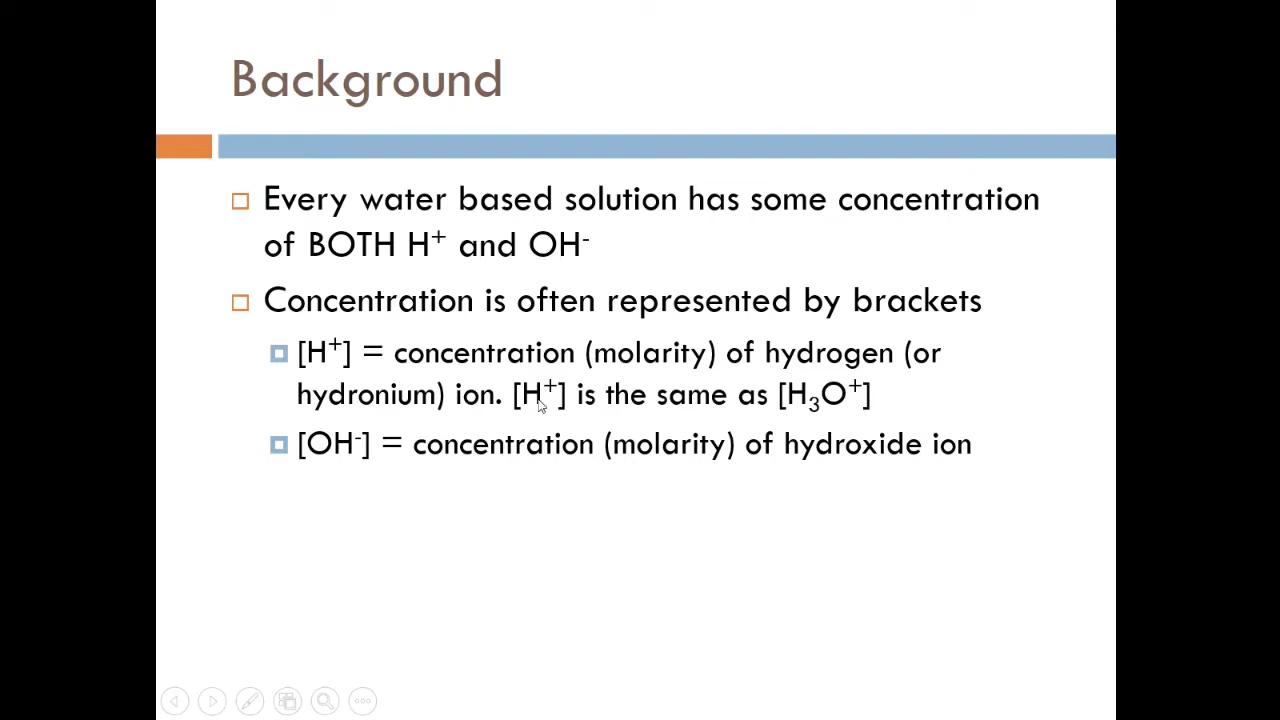 Background
Every water based solution has some concentration
of BOTH H⁺ and OH⁻
Concentration is often represented by brackets
[H⁺] = concentration (molarity) of hydrogen (or
hydronium) ion. [H⁺] is the same as [H₃O⁺]
[OH⁻] = concentration (molarity) of hydroxide ion